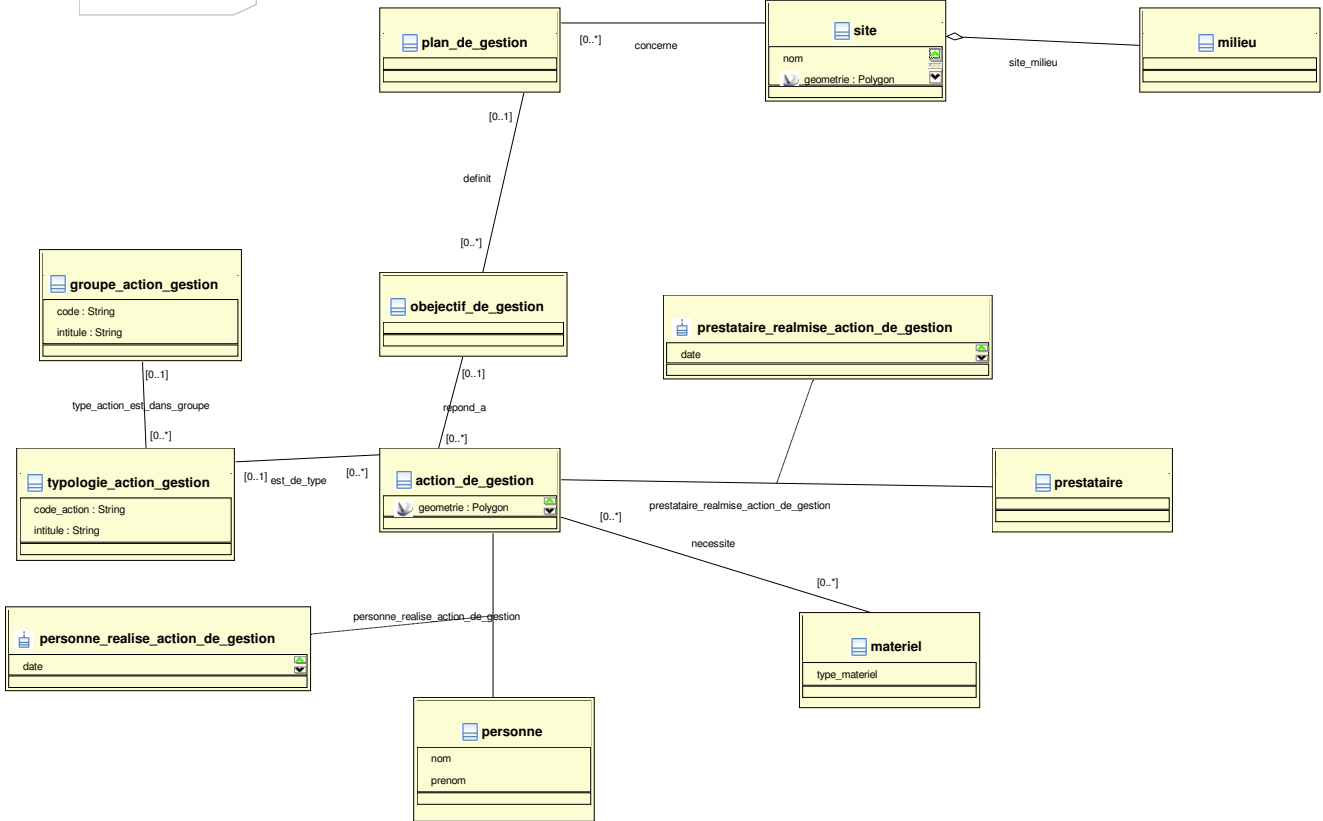 plan_de_gestion
[0..*]
concerne
site
nom
geometrie : Polygon
site_milieu
milieu
[0..1]
definit
[0..*]
groupe_action_gestion
code : String
intitule : String
obejectif_de_gestion
prestataire_realmise_action_de_gestion
date
[0..1]
type_action_est_dans_groupe
[0..*]
[0..1]
repond_a
[0..*]
typologie_action_gestion
code_action : String
intitule : String
[0..1]
est_de_type
[0..*]
action_de_gestion
geometrie : Polygon
prestataire_realmise_action_de_gestion
prestataire
[0..*]
necessite
[0..*]
personne_realise_action_de_gestion
personne_realise_action_de_gestion
date
materiel
type_materiel
personne
nom
prenom